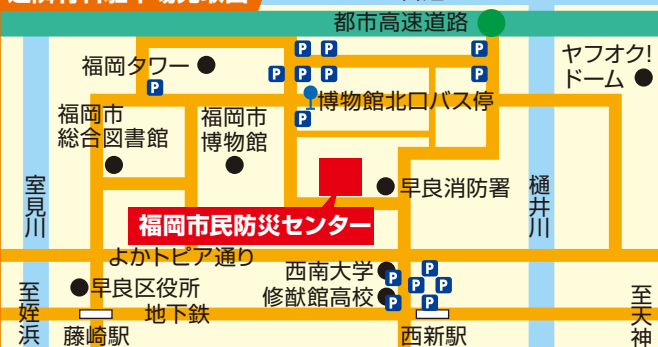 都市高速道路
ヤフオク!
ドーム
福岡タワー
P
P
P
P
P
P
P
P
P
博物館北口バス停
福岡市
総合図書館
福岡市
博物館
室見川
早良消防署
樋井川
福岡市民防災センター
よかトピア通り
西南大学
P
P
P
P
修猷館高校
P
P
至姪浜
早良区役所
地下鉄
藤崎駅
西新駅
至天神